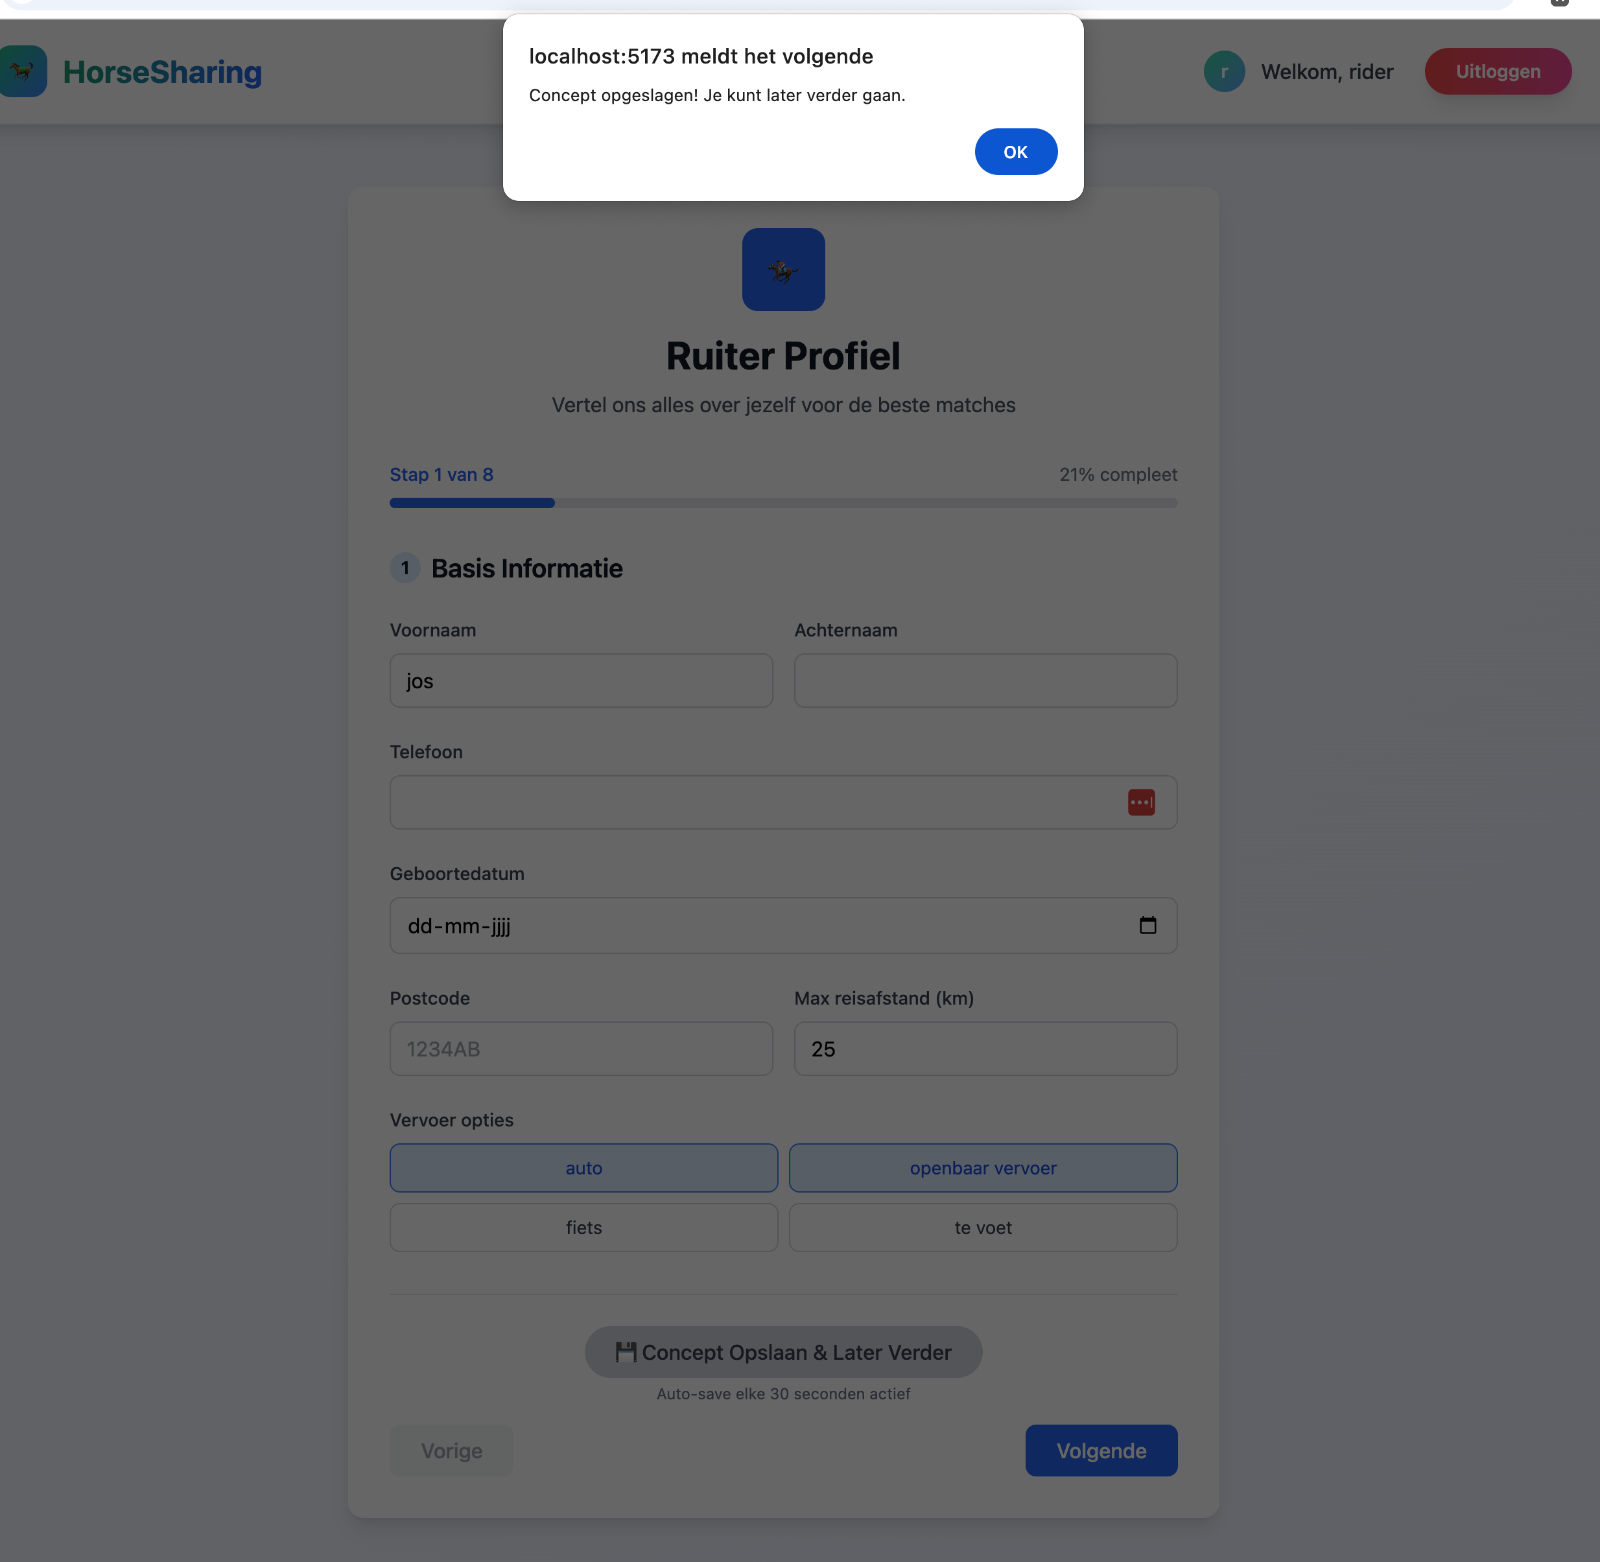 localhost:5173 meldt het volgende
Concept opgeslagen! Je kunt later verder gaan.
OK
HorseSharing
r
Welkom, rider
Uitloggen
Ruiter Profiel
Vertel ons alles over jezelf voor de beste matches
Stap 1 van 8
21% compleet
1
Basis Informatie
Voornaam
Achternaam
jos
Telefoon
Geboortedatum
dd-mm-jjjj
Postcode
Max reisafstand (km)
1234AB
25
Vervoer opties
auto
openbaar vervoer
fiets
te voet
Concept Opslaan & Later Verder
Auto-save elke 30 seconden actief
Vorige
Volgende